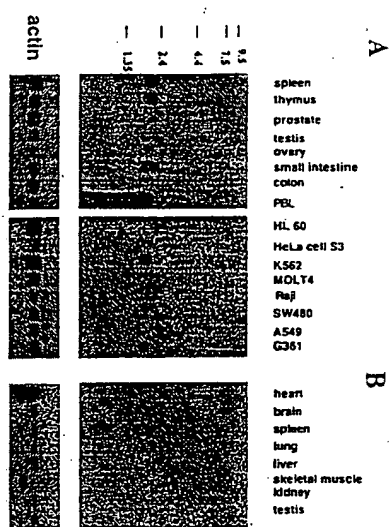 A
spleen
thymus
prostate
testis
ovary
small intestine
colon
PBL
HL 60
HeLa cell S3
K562
MOLT4
Raji
SW480
A549
G361
9.5
7.5
4.4
2.4
1.35
actin
B
heart
brain
spleen
lung
liver
skeletal muscle
kidney
testis